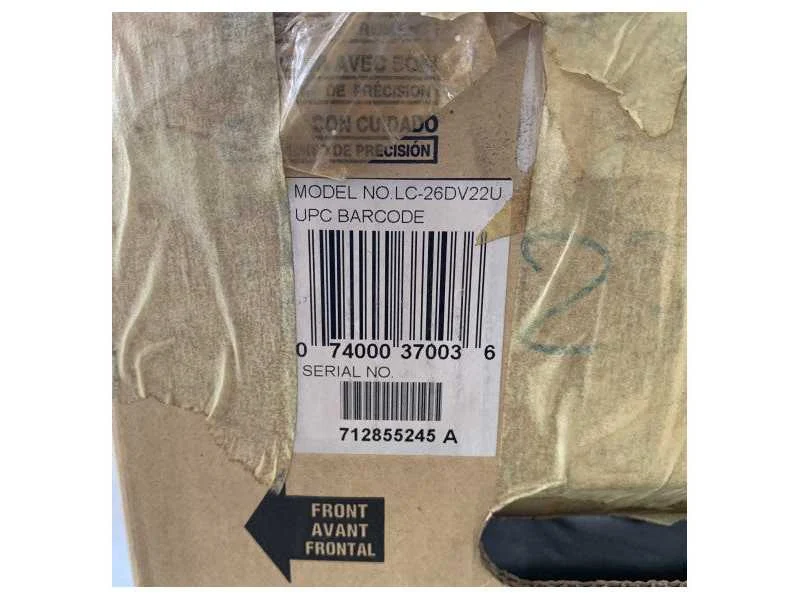 AVEC
DE PRÉCISION
CON CUIDADO
DE PRECISIÓN
MODEL NO.LC-26DV22U
UPC BARCODE
0 74000 37003 6
SERIAL NO.
712855245 A
2
FRONT
AVANT
FRONTAL